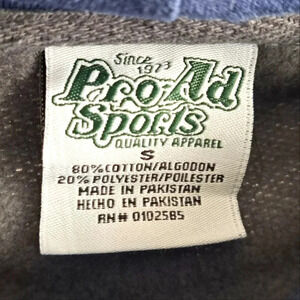 Since
1973
Pro-Ad
Sports
QUALITY APPAREL
S
80% COTTON/ALGODON
20% POLYESTER/POILESTER
MADE IN PAKISTAN
HECHO EN PAKISTAN
RN# 0102585